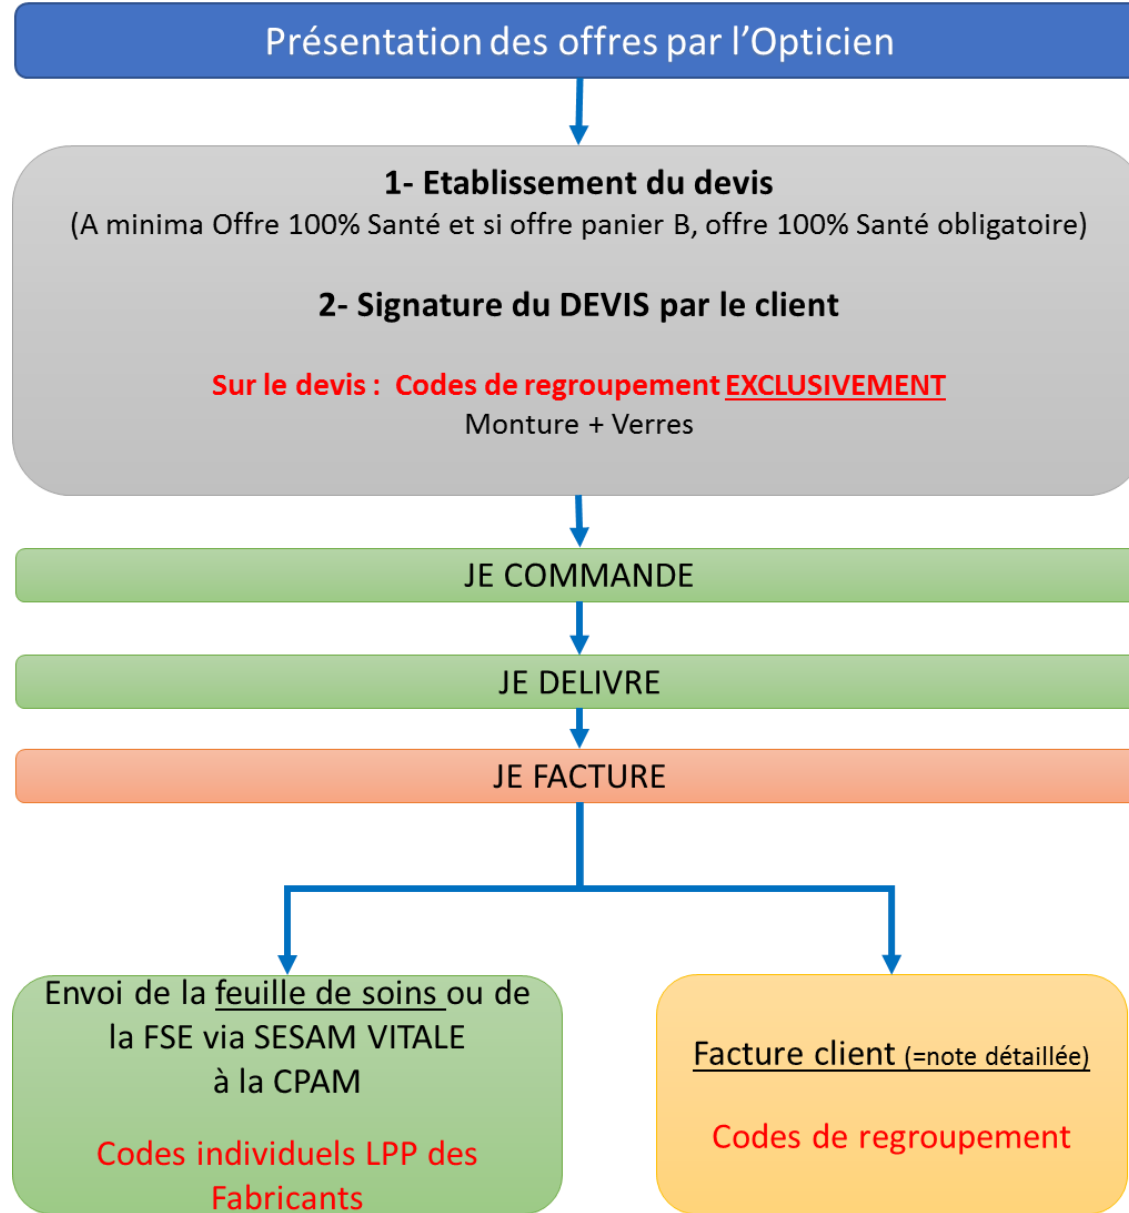 Présentation des offres par l’Opticien
1- Etablissement du devis
(A minima Offre 100% Santé et si offre panier B, offre 100% Santé obligatoire)
2- Signature du DEVIS par le client
Sur le devis : Codes de regroupement EXCLUSIVEMENT
Monture + Verres
JE COMMANDE
JE DELIVRE
JE FACTURE
Envoi de la feuille de soins ou de
la FSE via SESAM VITALE
à la CPAM
Codes individuels LPP des
Fabricants
Facture client (=note détaillée)
Codes de regroupement